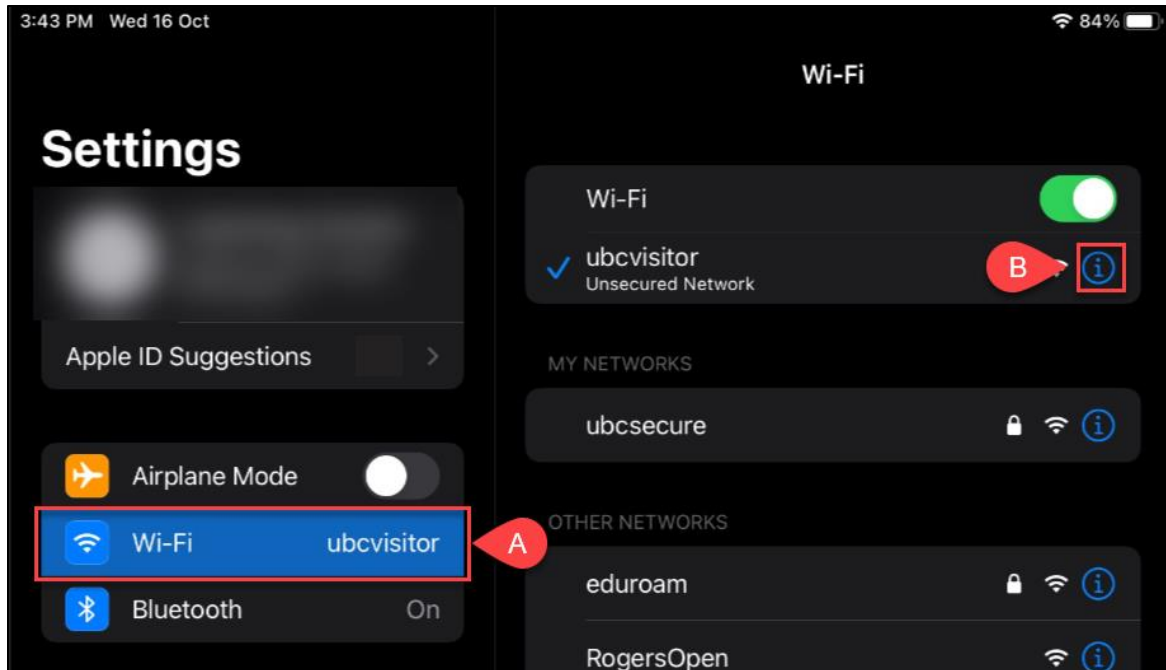 3:43 PM Wed 16 Oct
84%
Settings
Apple ID Suggestions
Airplane Mode
Wi-Fi ubcvisitor
A
Bluetooth On
Wi-Fi
Wi-Fi
ubcvisitor
Unsecured Network
B
MY NETWORKS
ubcsecure
OTHER NETWORKS
eduroam
RogersOpen